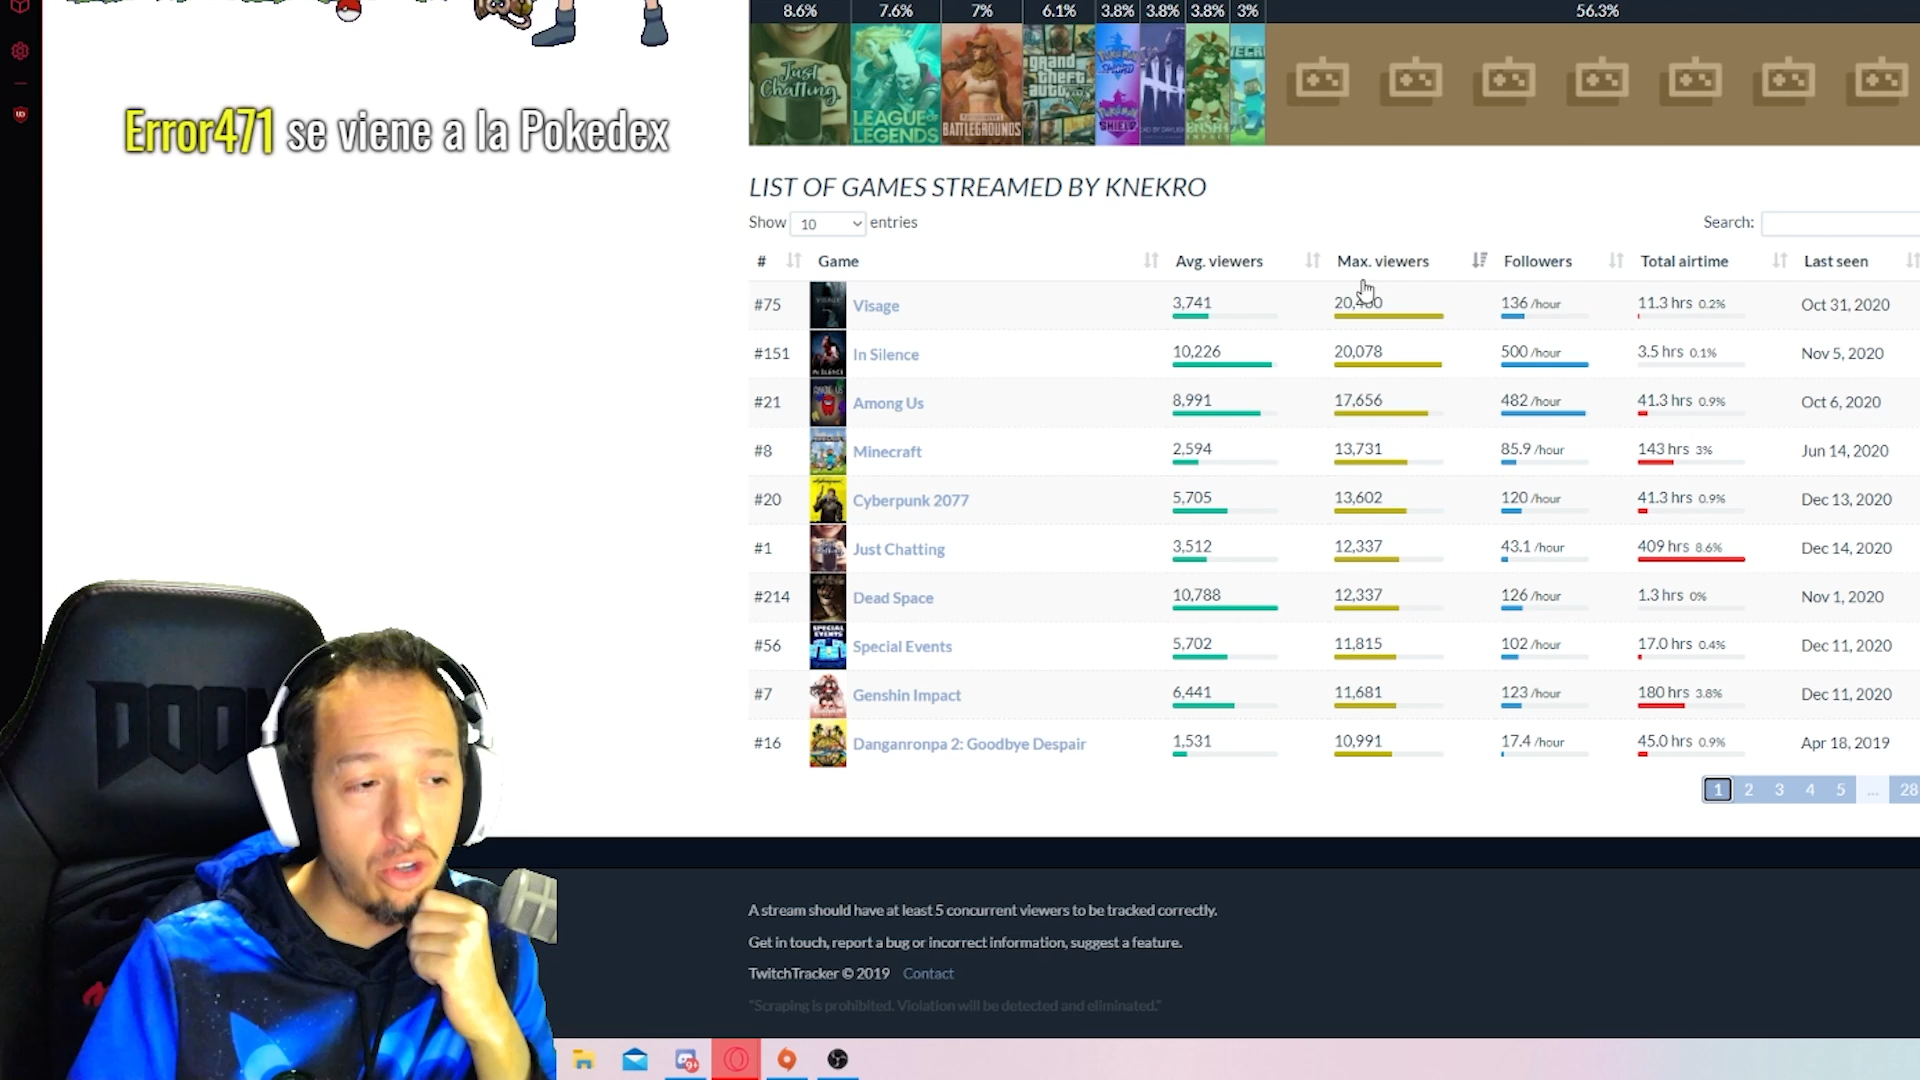 8.6% 7.6% 7% 6.1% 3.8% 3.8% 3.8% 3% 56.3%
Just Chatting
LEAGUE of LEGENDS
BATTLEGROUNDS
grand theft auto
SHIELD
Error471 se viene a la Pokedex
LIST OF GAMES STREAMED BY KNEKRO
Show 10 entries Search:
# Game Avg. viewers Max. viewers Followers Total airtime Last seen
#75 Visage 3,741 136 /hour 11.3 hrs 0.2% Oct 31, 2020
#151 In Silence 10,226 20,078 500 /hour 3.5 hrs 0.1% Nov 5, 2020
#21 Among Us 8,991 17,656 482 /hour 41.3 hrs 0.9% Oct 6, 2020
#8 Minecraft 2,594 13,731 85.9 /hour 143 hrs 3% Jun 14, 2020
#20 Cyberpunk 2077 5,705 13,602 120 /hour 41.3 hrs 0.9% Dec 13, 2020
#1 Just Chatting 3,512 12,337 43.1 /hour 409 hrs 8.6% Dec 14, 2020
#214 Dead Space 10,788 12,337 126 /hour 1.3 hrs 0% Nov 1, 2020
#56 Special Events 5,702 11,815 102 /hour 17.0 hrs 0.4% Dec 11, 2020
#7 Genshin Impact 6,441 11,681 123 /hour 180 hrs 3.8% Dec 11, 2020
#16 Danganronpa 2: Goodbye Despair 1,531 10,991 17.4 /hour 45.0 hrs 0.9% Apr 18, 2019
1 2 3 4 5 ... 28
DOOM
A stream should have at least 5 concurrent viewers to be tracked correctly.
Get in touch, report a bug or incorrect information, suggest a feature.
TwitchTracker © 2019 Contact
"Scraping is prohibited. Violation will be detected and eliminated."